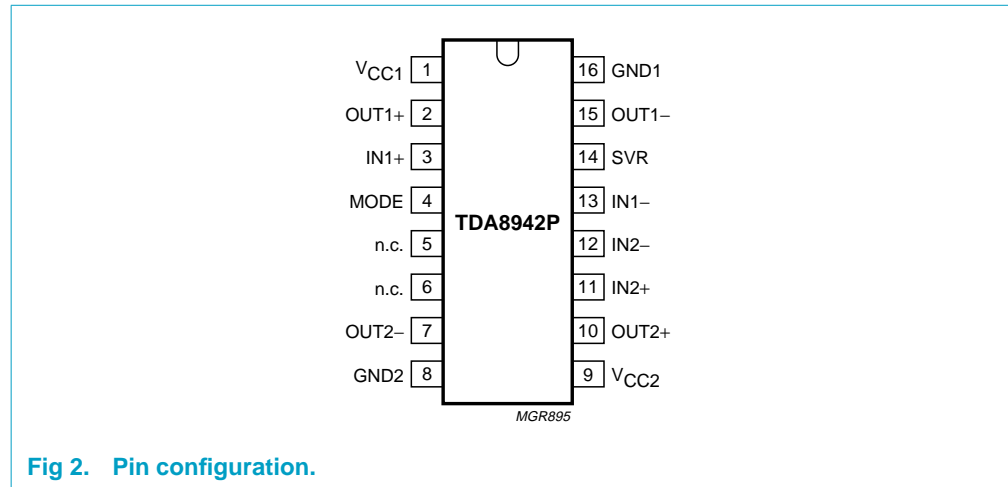 VCC1 1 16 GND1
OUT1+ 2 15 OUT1−
IN1+ 3 14 SVR
MODE 4 13 IN1−
TDA8942P
n.c. 5 12 IN2−
n.c. 6 11 IN2+
OUT2− 7 10 OUT2+
GND2 8 9 VCC2
MGR895
Fig 2. Pin configuration.